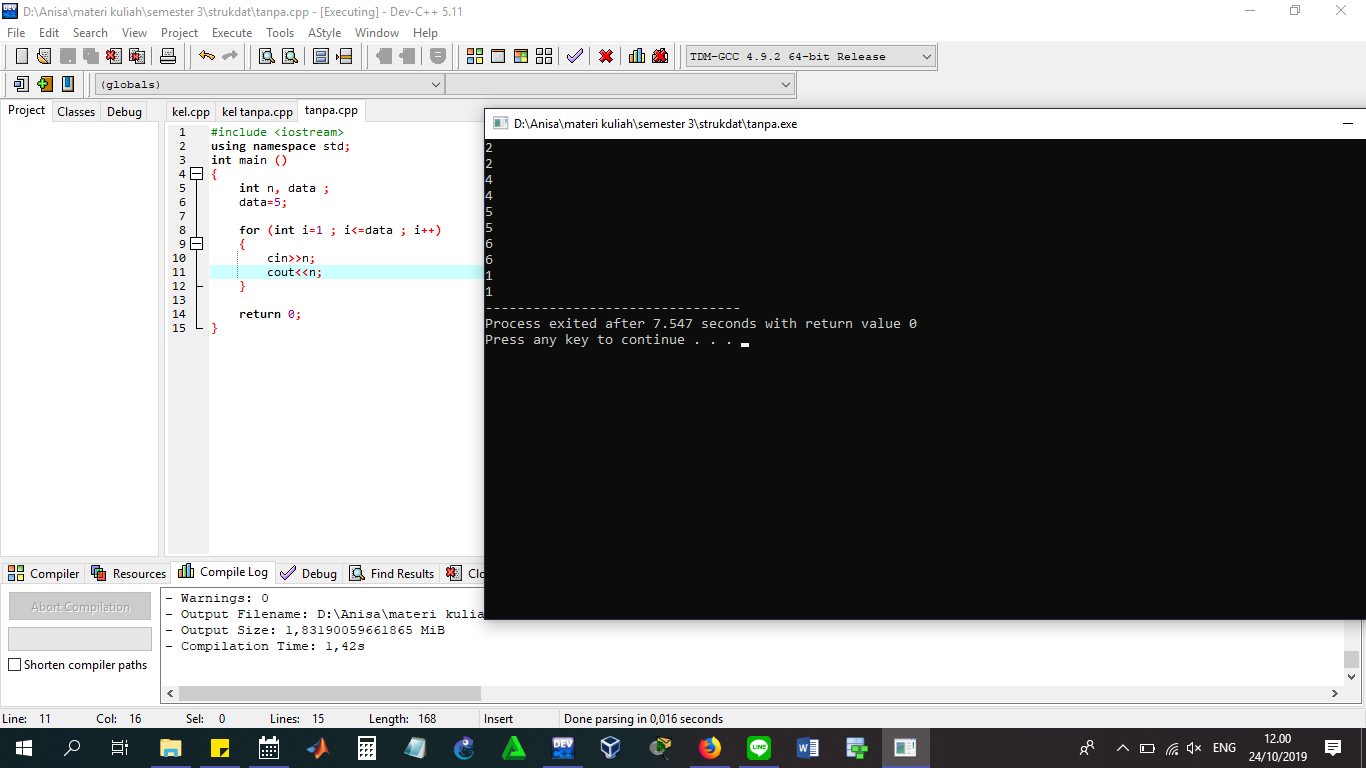 D:\Anisa\materi kuliah\semester 3\strukdat\tanpa.cpp - [Executing] - Dev-C++ 5.11
File Edit Search View Project Execute Tools AStyle Window Help
TDM-GCC 4.9.2 64-bit Release
(globals)
Project Classes Debug
kel.cpp kel tanpa.cpp tanpa.cpp
1 #include <iostream>
2 using namespace std;
3 int main ()
4 {
5 int n, data ;
6 data=5;
7
8 for (int i=1 ; i<=data ; i++)
9 {
10 cin>>n;
11 cout<<n;
12 }
13
14 return 0;
15 }
D:\Anisa\materi kuliah\semester 3\strukdat\tanpa.exe
2
2
4
4
5
5
6
6
1
1
--------------------------------
Process exited after 7.547 seconds with return value 0
Press any key to continue . . .
Compiler Resources Compile Log Debug Find Results Clo
Abort Compilation
Shorten compiler paths
- Warnings: 0
- Output Filename: D:\Anisa\materi kulia
- Output Size: 1,83190059661865 MiB
- Compilation Time: 1,42s
Line: 11 Col: 16 Sel: 0 Lines: 15 Length: 168 Insert Done parsing in 0,016 seconds
DEV
LINE
ENG
12.00
24/10/2019